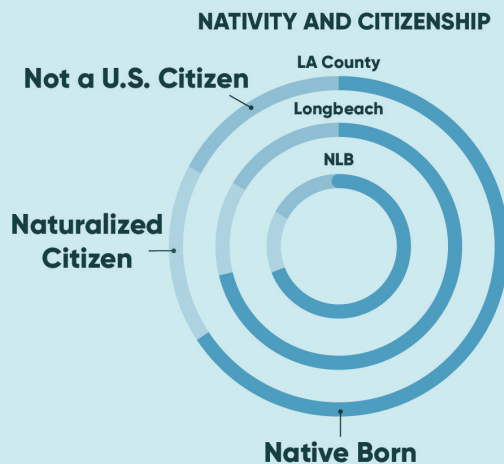 NATIVITY AND CITIZENSHIP
LA County
Not a U.S. Citizen
Longbeach
NLB
Naturalized
Citizen
Native Born